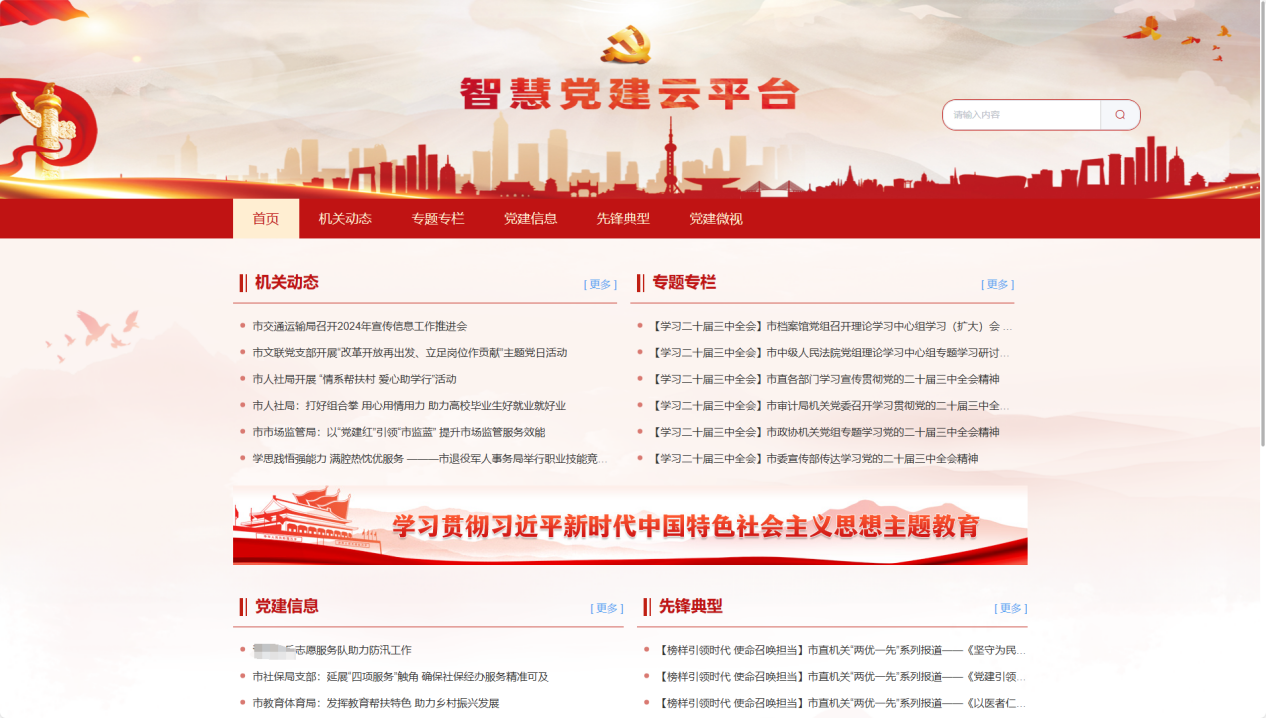 智慧党建云平台
请输入内容
首页 机关动态 专题专栏 党建信息 先锋典型 党建微视
机关动态 [ 更多 ]
市交通运输局召开2024年宣传信息工作推进会
市文联党支部开展"改革开放再出发、立足岗位作贡献"主题党日活动
市人社局开展 "情系帮扶村 爱心助学行"活动
市人社局：打好组合拳 用心用情用力 助力高校毕业生好就业就好业
市市场监管局：以"党建红"引领"市监蓝" 提升市场监管服务效能
学思践悟强能力 满腔热忱优服务 ———市退役军人事务局举行职业技能竞...
专题专栏 [ 更多 ]
【学习二十届三中全会】市档案馆党组召开理论学习中心组学习（扩大）会 ...
【学习二十届三中全会】市中级人民法院党组理论学习中心组专题学习研讨...
【学习二十届三中全会】市直各部门学习宣传贯彻党的二十届三中全会精神
【学习二十届三中全会】市审计局机关党委召开学习贯彻党的二十届三中全...
【学习二十届三中全会】市政协机关党组专题学习党的二十届三中全会精神
【学习二十届三中全会】市委宣传部传达学习党的二十届三中全会精神
学习贯彻习近平新时代中国特色社会主义思想主题教育
党建信息 [ 更多 ]
志愿服务队助力防汛工作
市社保局支部：延展"四项服务"触角 确保社保经办服务精准可及
市教育体育局：发挥教育帮扶特色 助力乡村振兴发展
先锋典型 [ 更多 ]
【榜样引领时代 使命召唤担当】市直机关"两优一先"系列报道——《坚守为民...
【榜样引领时代 使命召唤担当】市直机关"两优一先"系列报道——《党建引领...
【榜样引领时代 使命召唤担当】市直机关"两优一先"系列报道——《以医者仁...